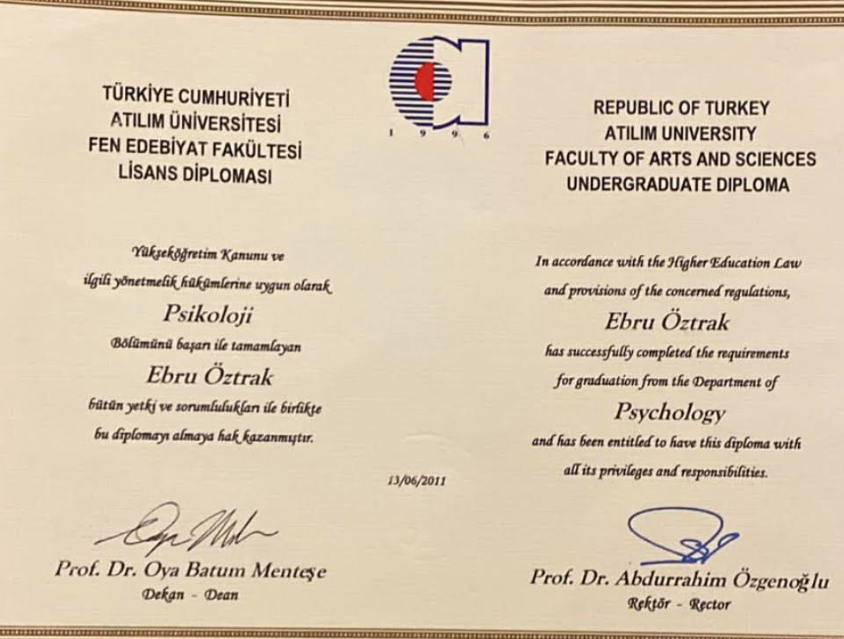 TÜRKİYE CUMHURİYETİ
ATILIM ÜNİVERSİTESİ
FEN EDEBİYAT FAKÜLTESİ
LİSANS DİPLOMASI
Yükseköğretim Kanunu ve
ilgili yönetmelik hükümlerine uygun olarak
Psikoloji
Bölümünü başarı ile tamamlayan
Ebru Öztrak
bütün yetki ve sorumlulukları ile birlikte
bu diplomayı almaya hak kazanmıştır.
Prof. Dr. Oya Batum Menteşe
Dekan - Dean
1 9 9 6
13/06/2011
REPUBLIC OF TURKEY
ATILIM UNIVERSITY
FACULTY OF ARTS AND SCIENCES
UNDERGRADUATE DIPLOMA
In accordance with the Higher Education Law
and provisions of the concerned regulations,
Ebru Öztrak
has successfully completed the requirements
for graduation from the Department of
Psychology
and has been entitled to have this diploma with
all its privileges and responsibilities.
Prof. Dr. Abdurrahim Özgenoğlu
Rektör - Rector